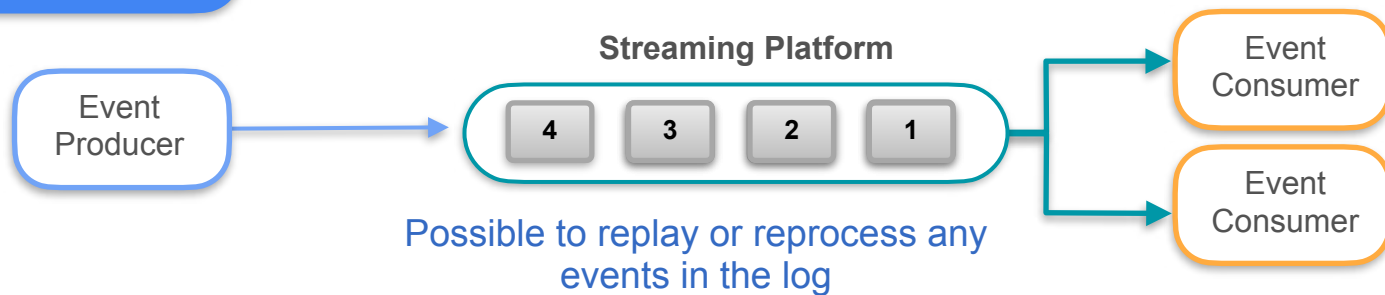 Streaming Platform
Event
Producer
4
3
2
1
Event
Consumer
Event
Consumer
Possible to replay or reprocess any
events in the log